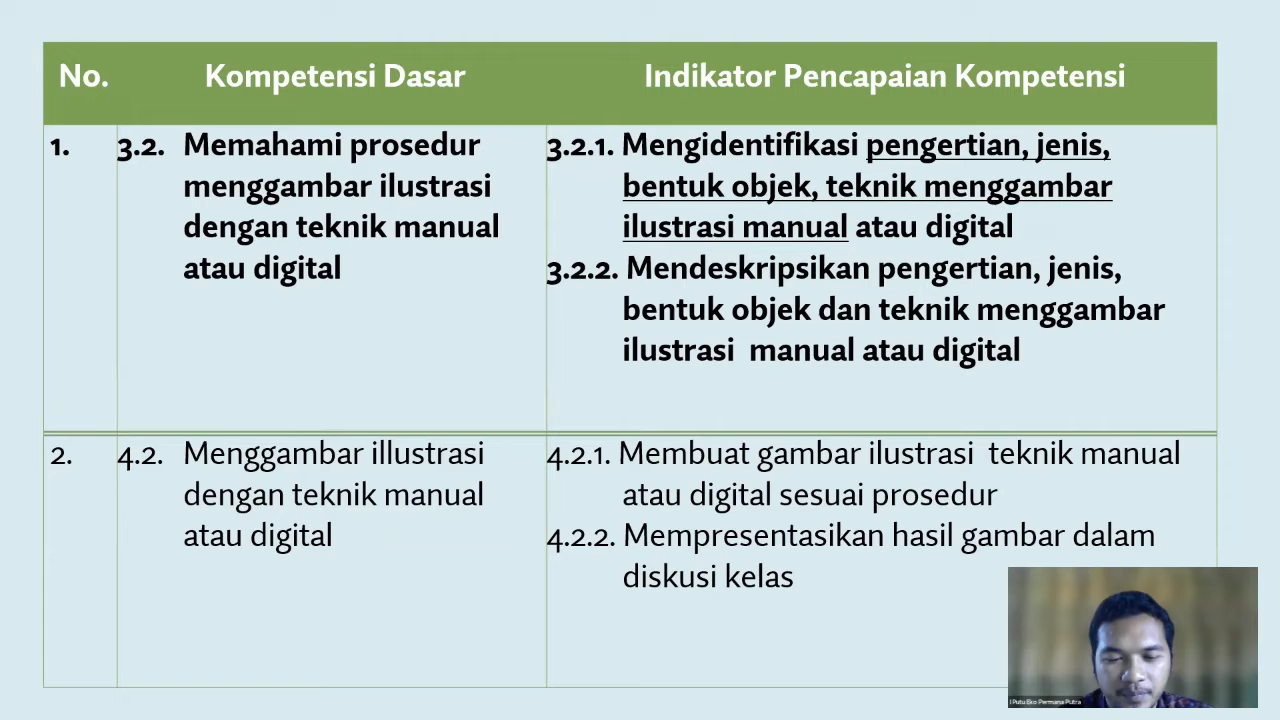 No. Kompetensi Dasar Indikator Pencapaian Kompetensi
1. 3.2. Memahami prosedur
menggambar ilustrasi
dengan teknik manual
atau digital
3.2.1. Mengidentifikasi pengertian, jenis,
bentuk objek, teknik menggambar
ilustrasi manual atau digital
3.2.2. Mendeskripsikan pengertian, jenis,
bentuk objek dan teknik menggambar
ilustrasi manual atau digital
2. 4.2. Menggambar illustrasi
dengan teknik manual
atau digital
4.2.1. Membuat gambar ilustrasi teknik manual
atau digital sesuai prosedur
4.2.2. Mempresentasikan hasil gambar dalam
diskusi kelas
I Putu Eko Permana Putra